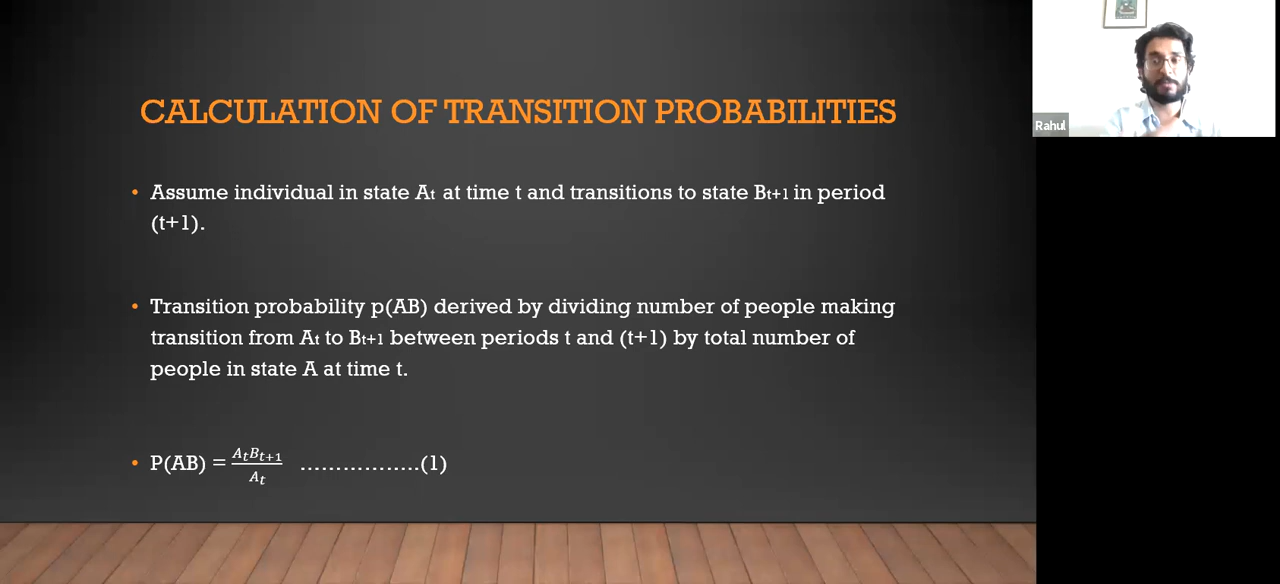 CALCULATION OF TRANSITION PROBABILITIES
• Assume individual in state At at time t and transitions to state Bt+1 in period
(t+1).
• Transition probability p(AB) derived by dividing number of people making
transition from At to Bt+1 between periods t and (t+1) by total number of
people in state A at time t.
• P(AB) = AtBt+1/At ……………..(1)
Rahul